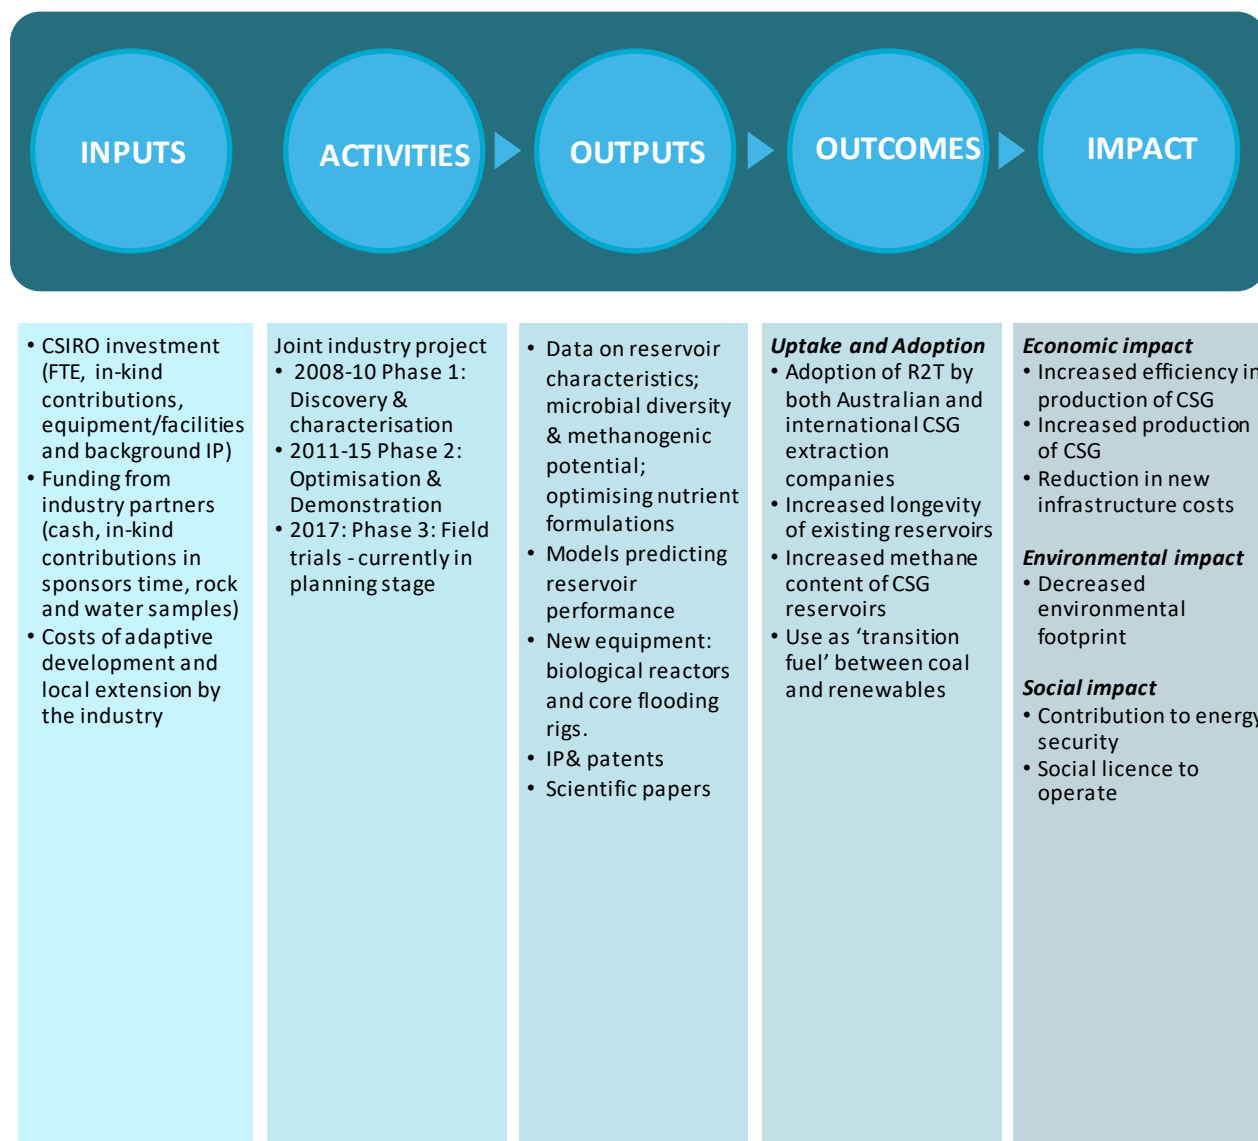 INPUTS
ACTIVITIES
OUTPUTS
OUTCOMES
IMPACT
• CSIRO investment
(FTE, in-kind
contributions,
equipment/facilities
and background IP)
• Funding from
industry partners
(cash, in-kind
contributions in
sponsors time, rock
and water samples)
• Costs of adaptive
development and
local extension by
the industry
Joint industry project
• 2008-10 Phase 1:
Discovery &
characterisation
• 2011-15 Phase 2:
Optimisation &
Demonstration
• 2017: Phase 3: Field
trials - currently in
planning stage
• Data on reservoir
characteristics;
microbial diversity
& methanogenic
potential;
optimising nutrient
formulations
• Models predicting
reservoir
performance
• New equipment:
biological reactors
and core flooding
rigs.
• IP& patents
• Scientific papers
Uptake and Adoption
• Adoption of R2T by
both Australian and
international CSG
extraction
companies
• Increased longevity
of existing reservoirs
• Increased methane
content of CSG
reservoirs
• Use as ‘transition
fuel’ between coal
and renewables
Economic impact
• Increased efficiency in
production of CSG
• Increased production
of CSG
• Reduction in new
infrastructure costs
Environmental impact
• Decreased
environmental
footprint
Social impact
• Contribution to energy
security
• Social licence to
operate